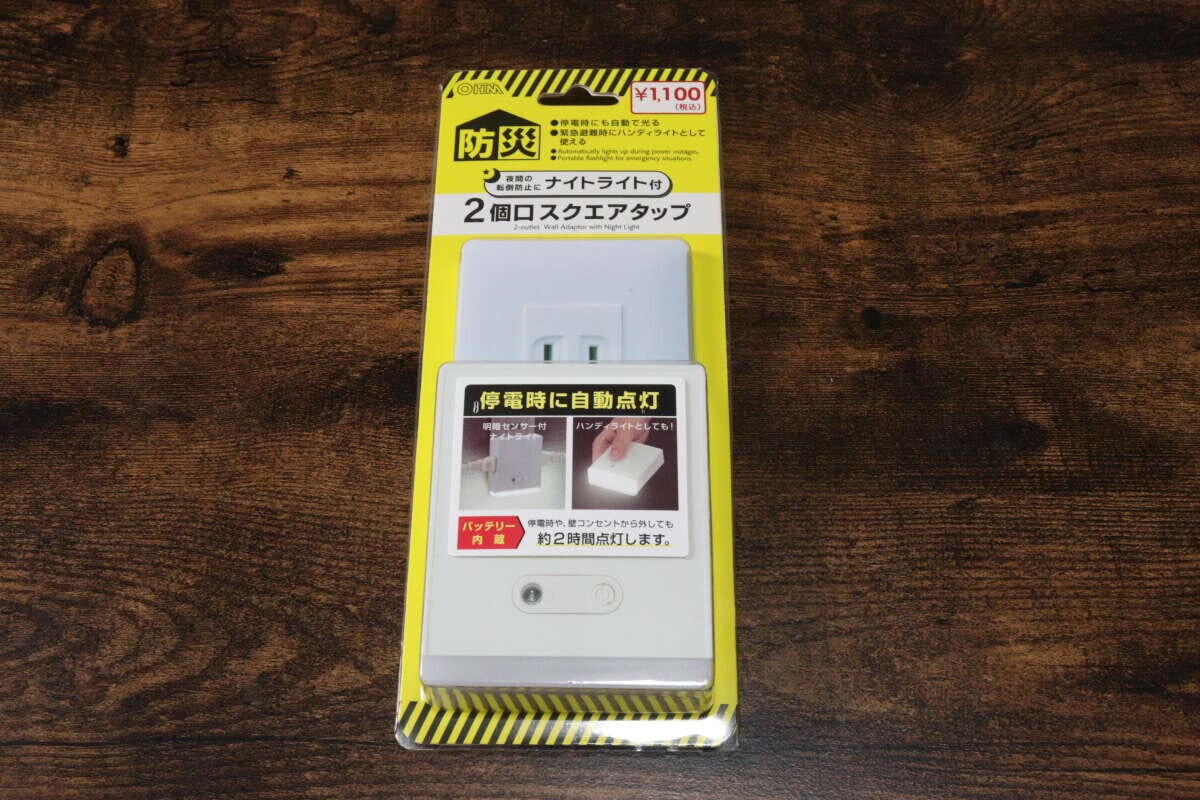 OHM
¥1,100
(税込)
防災
●停電時にも自動で光る
●緊急避難時にハンディライトとして
使える
●Automatically lights up during power outages.
●Portable flashlight for emergency situations.
夜間の
転倒防止に
ナイトライト付
2個口スクエアタップ
2-outlet Wall Adaptor with Night Light
停電時に自動点灯
明暗センサー付
ナイトライト
ハンディライトとしても!
バッテリー
内蔵
停電時や、壁コンセントから外しても
約2時間点灯します。